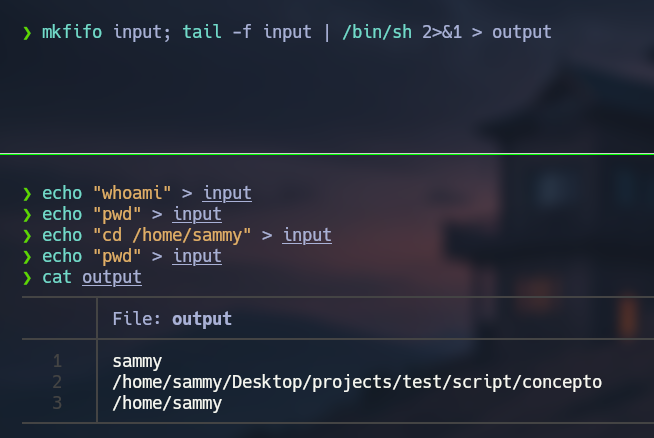 ❯ mkfifo input; tail -f input | /bin/sh 2>&1 > output
❯ echo "whoami" > input
❯ echo "pwd" > input
❯ echo "cd /home/sammy" > input
❯ echo "pwd" > input
❯ cat output
File: output
1 sammy
2 /home/sammy/Desktop/projects/test/script/concepto
3 /home/sammy